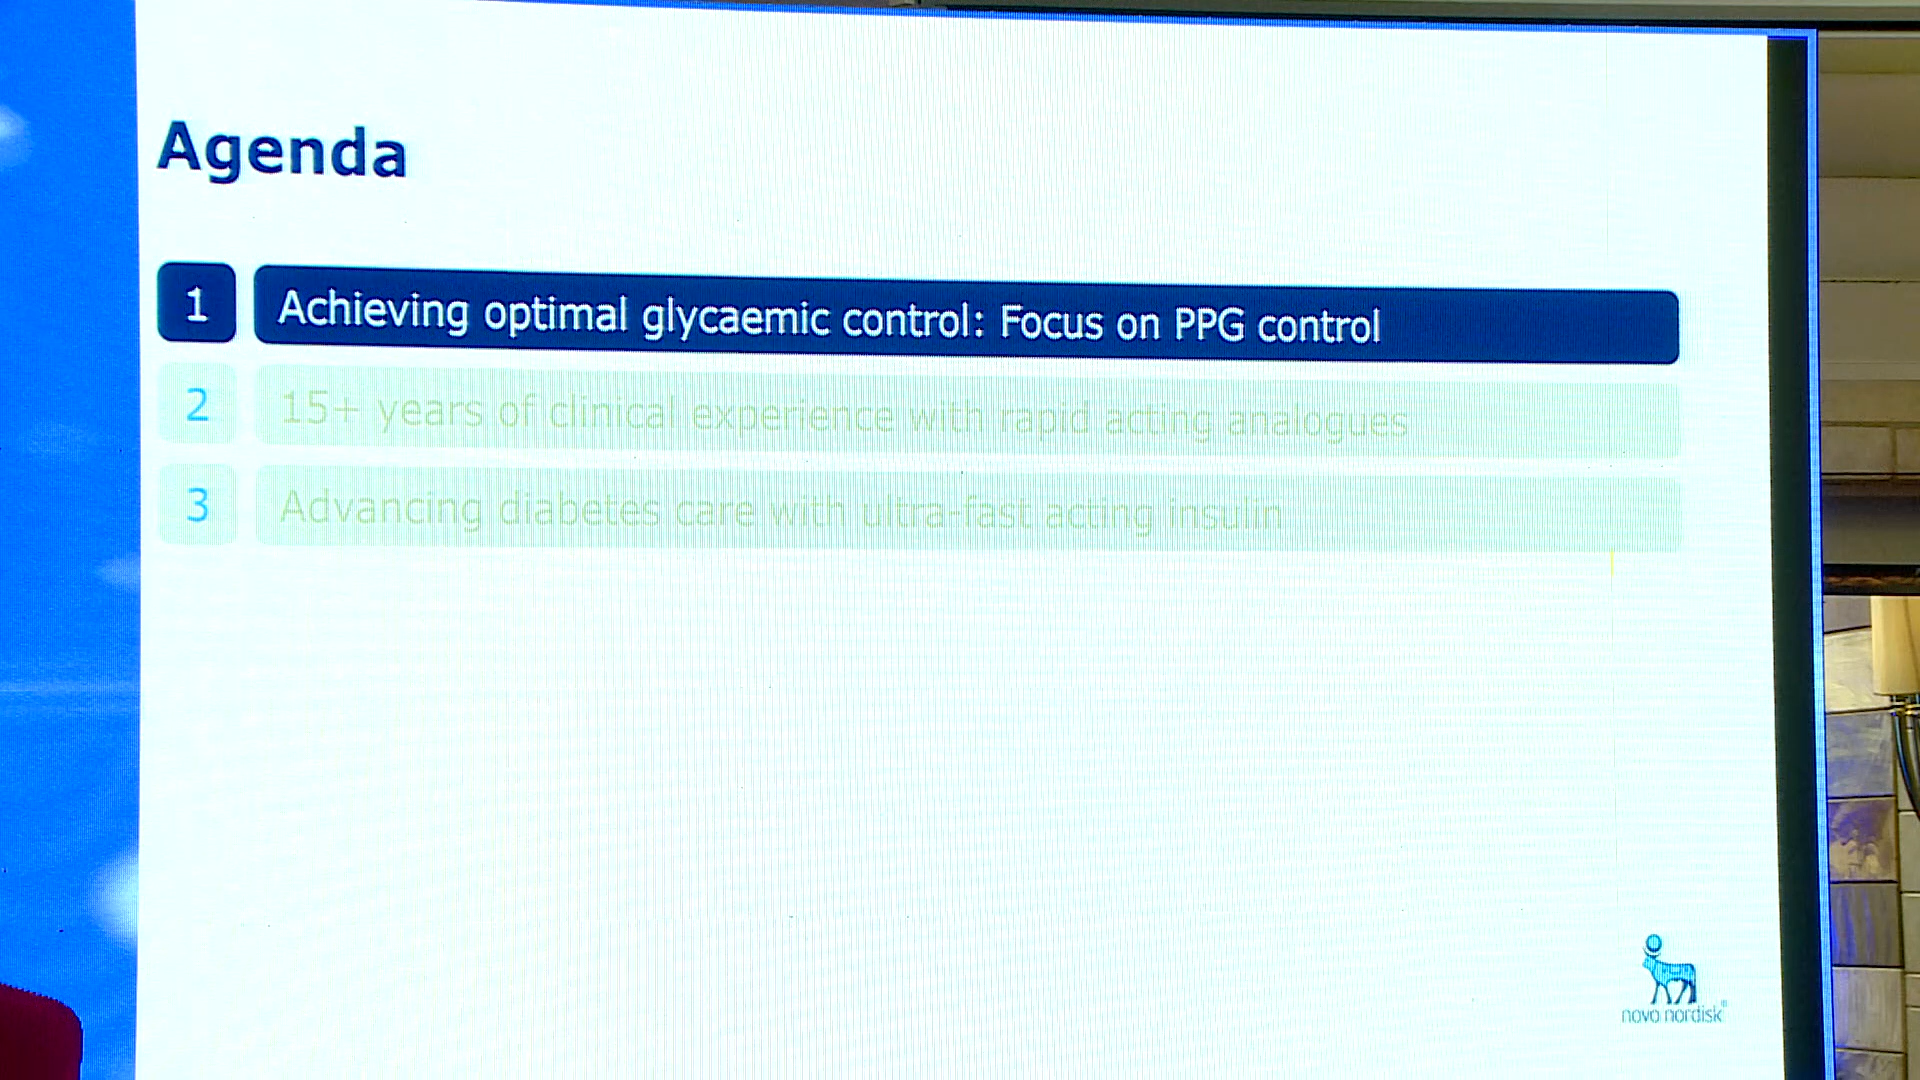 Agenda
1 Achieving optimal glycaemic control: Focus on PPG control
2 15+ years of clinical experience with rapid acting analogues
3 Advancing diabetes care with ultra-fast acting insulin
novo nordisk®